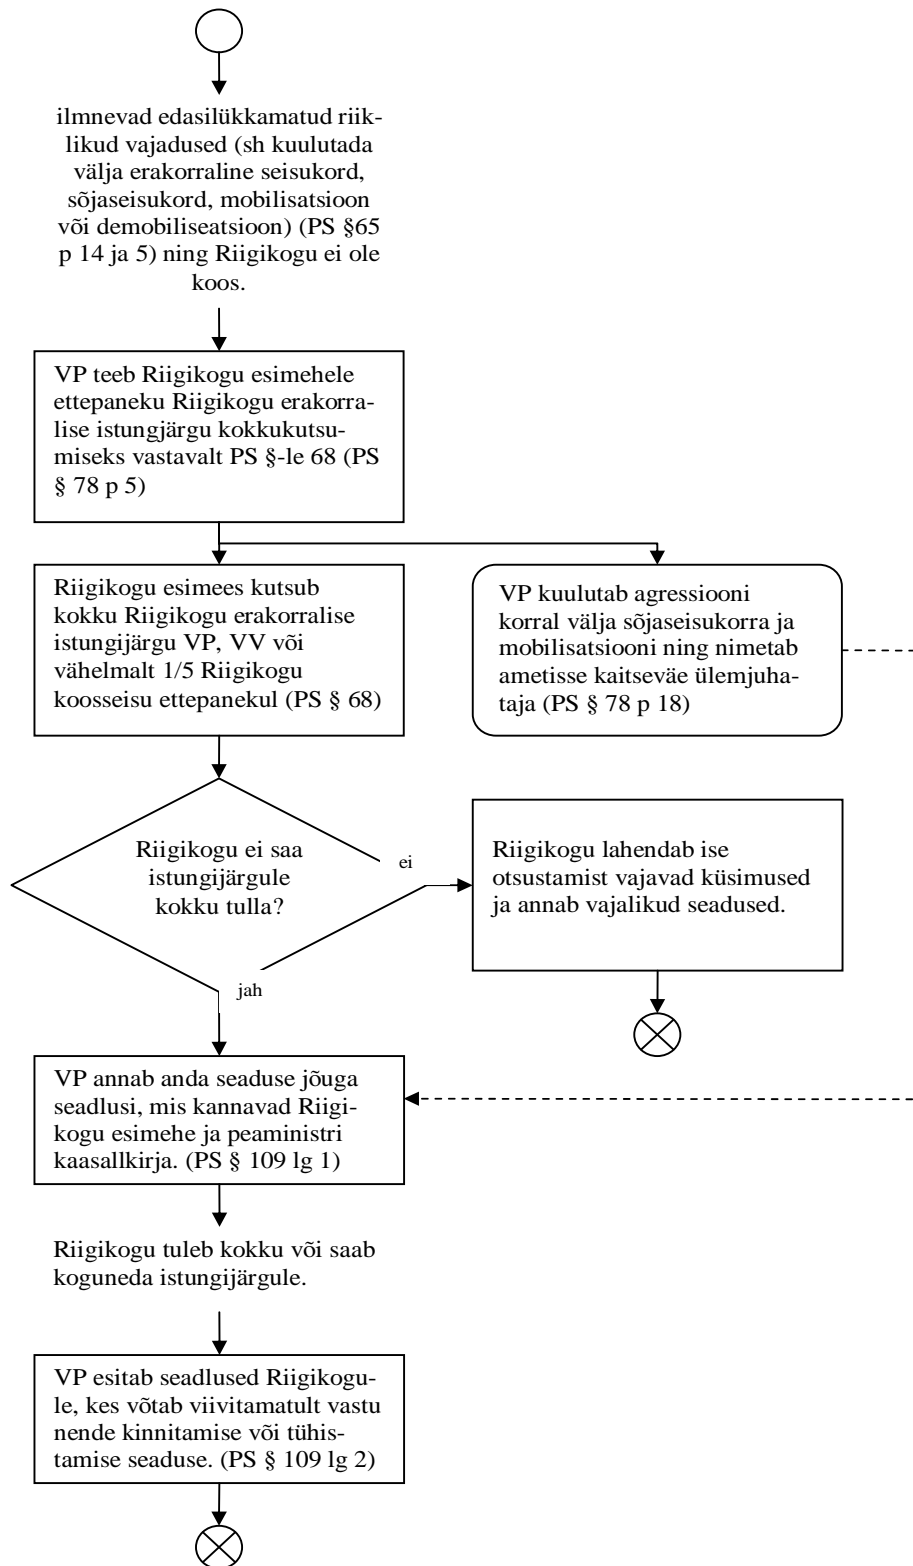 ilmnevad edasilükkamatud riik-
likud vajadused (sh kuulutada
välja erakorraline seisukord,
sõjaseisukord, mobilisatsioon
või demobiliseatsioon) (PS §65
p 14 ja 5) ning Riigikogu ei ole
koos.
VP teeb Riigikogu esimehele
ettepaneku Riigikogu erakorra-
lise istungjärgu kokkukutsu-
miseks vastavalt PS §-le 68 (PS
§ 78 p 5)
Riigikogu esimees kutsub
kokku Riigikogu erakorralise
istungijärgu VP, VV või
vähelmalt 1/5 Riigikogu
koosseisu ettepanekul (PS § 68)
VP kuulutab agressiooni
korral välja sõjaseisukorra ja
mobilisatsiooni ning nimetab
ametisse kaitseväe ülemjuha-
taja (PS § 78 p 18)
Riigikogu ei saa
istungijärgule
kokku tulla?
ei
Riigikogu lahendab ise
otsustamist vajavad küsimused
ja annab vajalikud seadused.
jah
VP annab anda seaduse jõuga
seadlusi, mis kannavad Riigi-
kogu esimehe ja peaministri
kaasallkirja. (PS § 109 lg 1)
Riigikogu tuleb kokku või saab
koguneda istungijärgule.
VP esitab seadlused Riigikogu-
le, kes võtab viivitamatult vastu
nende kinnitamise või tühis-
tamise seaduse. (PS § 109 lg 2)